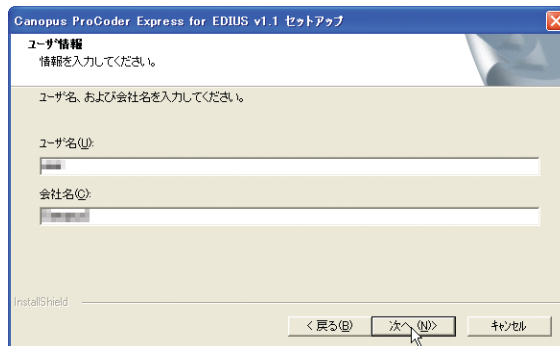 Canopus ProCoder Express for EDIUS v1.1 セットアップ
ユーザ情報
情報を入力してください。
ユーザ名、および会社名を入力してください。
ユーザ名(U):
会社名(C):
InstallShield
< 戻る(B)
次へ(N)>
キャンセル